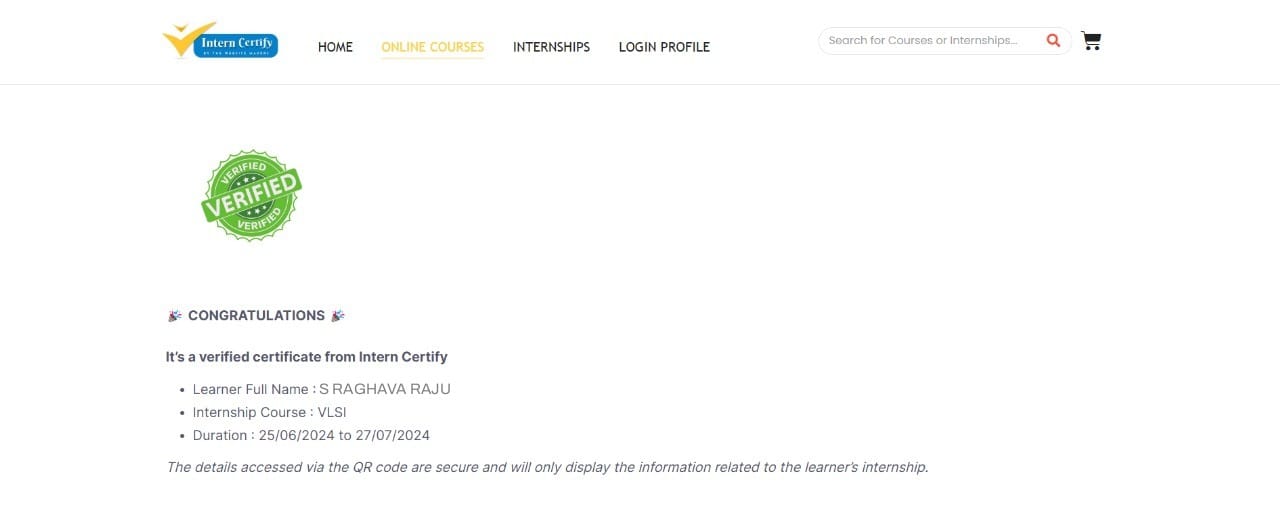 Intern Certify
BY THE WEBSITE MAKERS
HOME
ONLINE COURSES
INTERNSHIPS
LOGIN PROFILE
Search for Courses or Internships...
VERIFIED
VERIFIED
VERIFIED
🎉 CONGRATULATIONS 🎉
It's a verified certificate from Intern Certify
• Learner Full Name : S RAGHAVA RAJU
• Internship Course : VLSI
• Duration : 25/06/2024 to 27/07/2024
The details accessed via the QR code are secure and will only display the information related to the learner's internship.